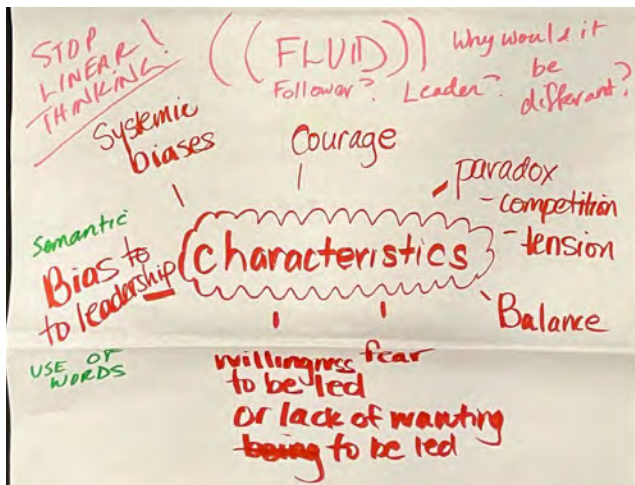 STOP
LINEAR!
THINKING!
((FLUID))
Follower? Leader?
Why would it
be
differant?
Systemic
biases
Courage
paradox
- competition
- tension
Semantic
Bias to
to leadership
characteristics
Balance
USE OF
WORDS
willingness fear
to be led
Or lack of wanting
being to be led